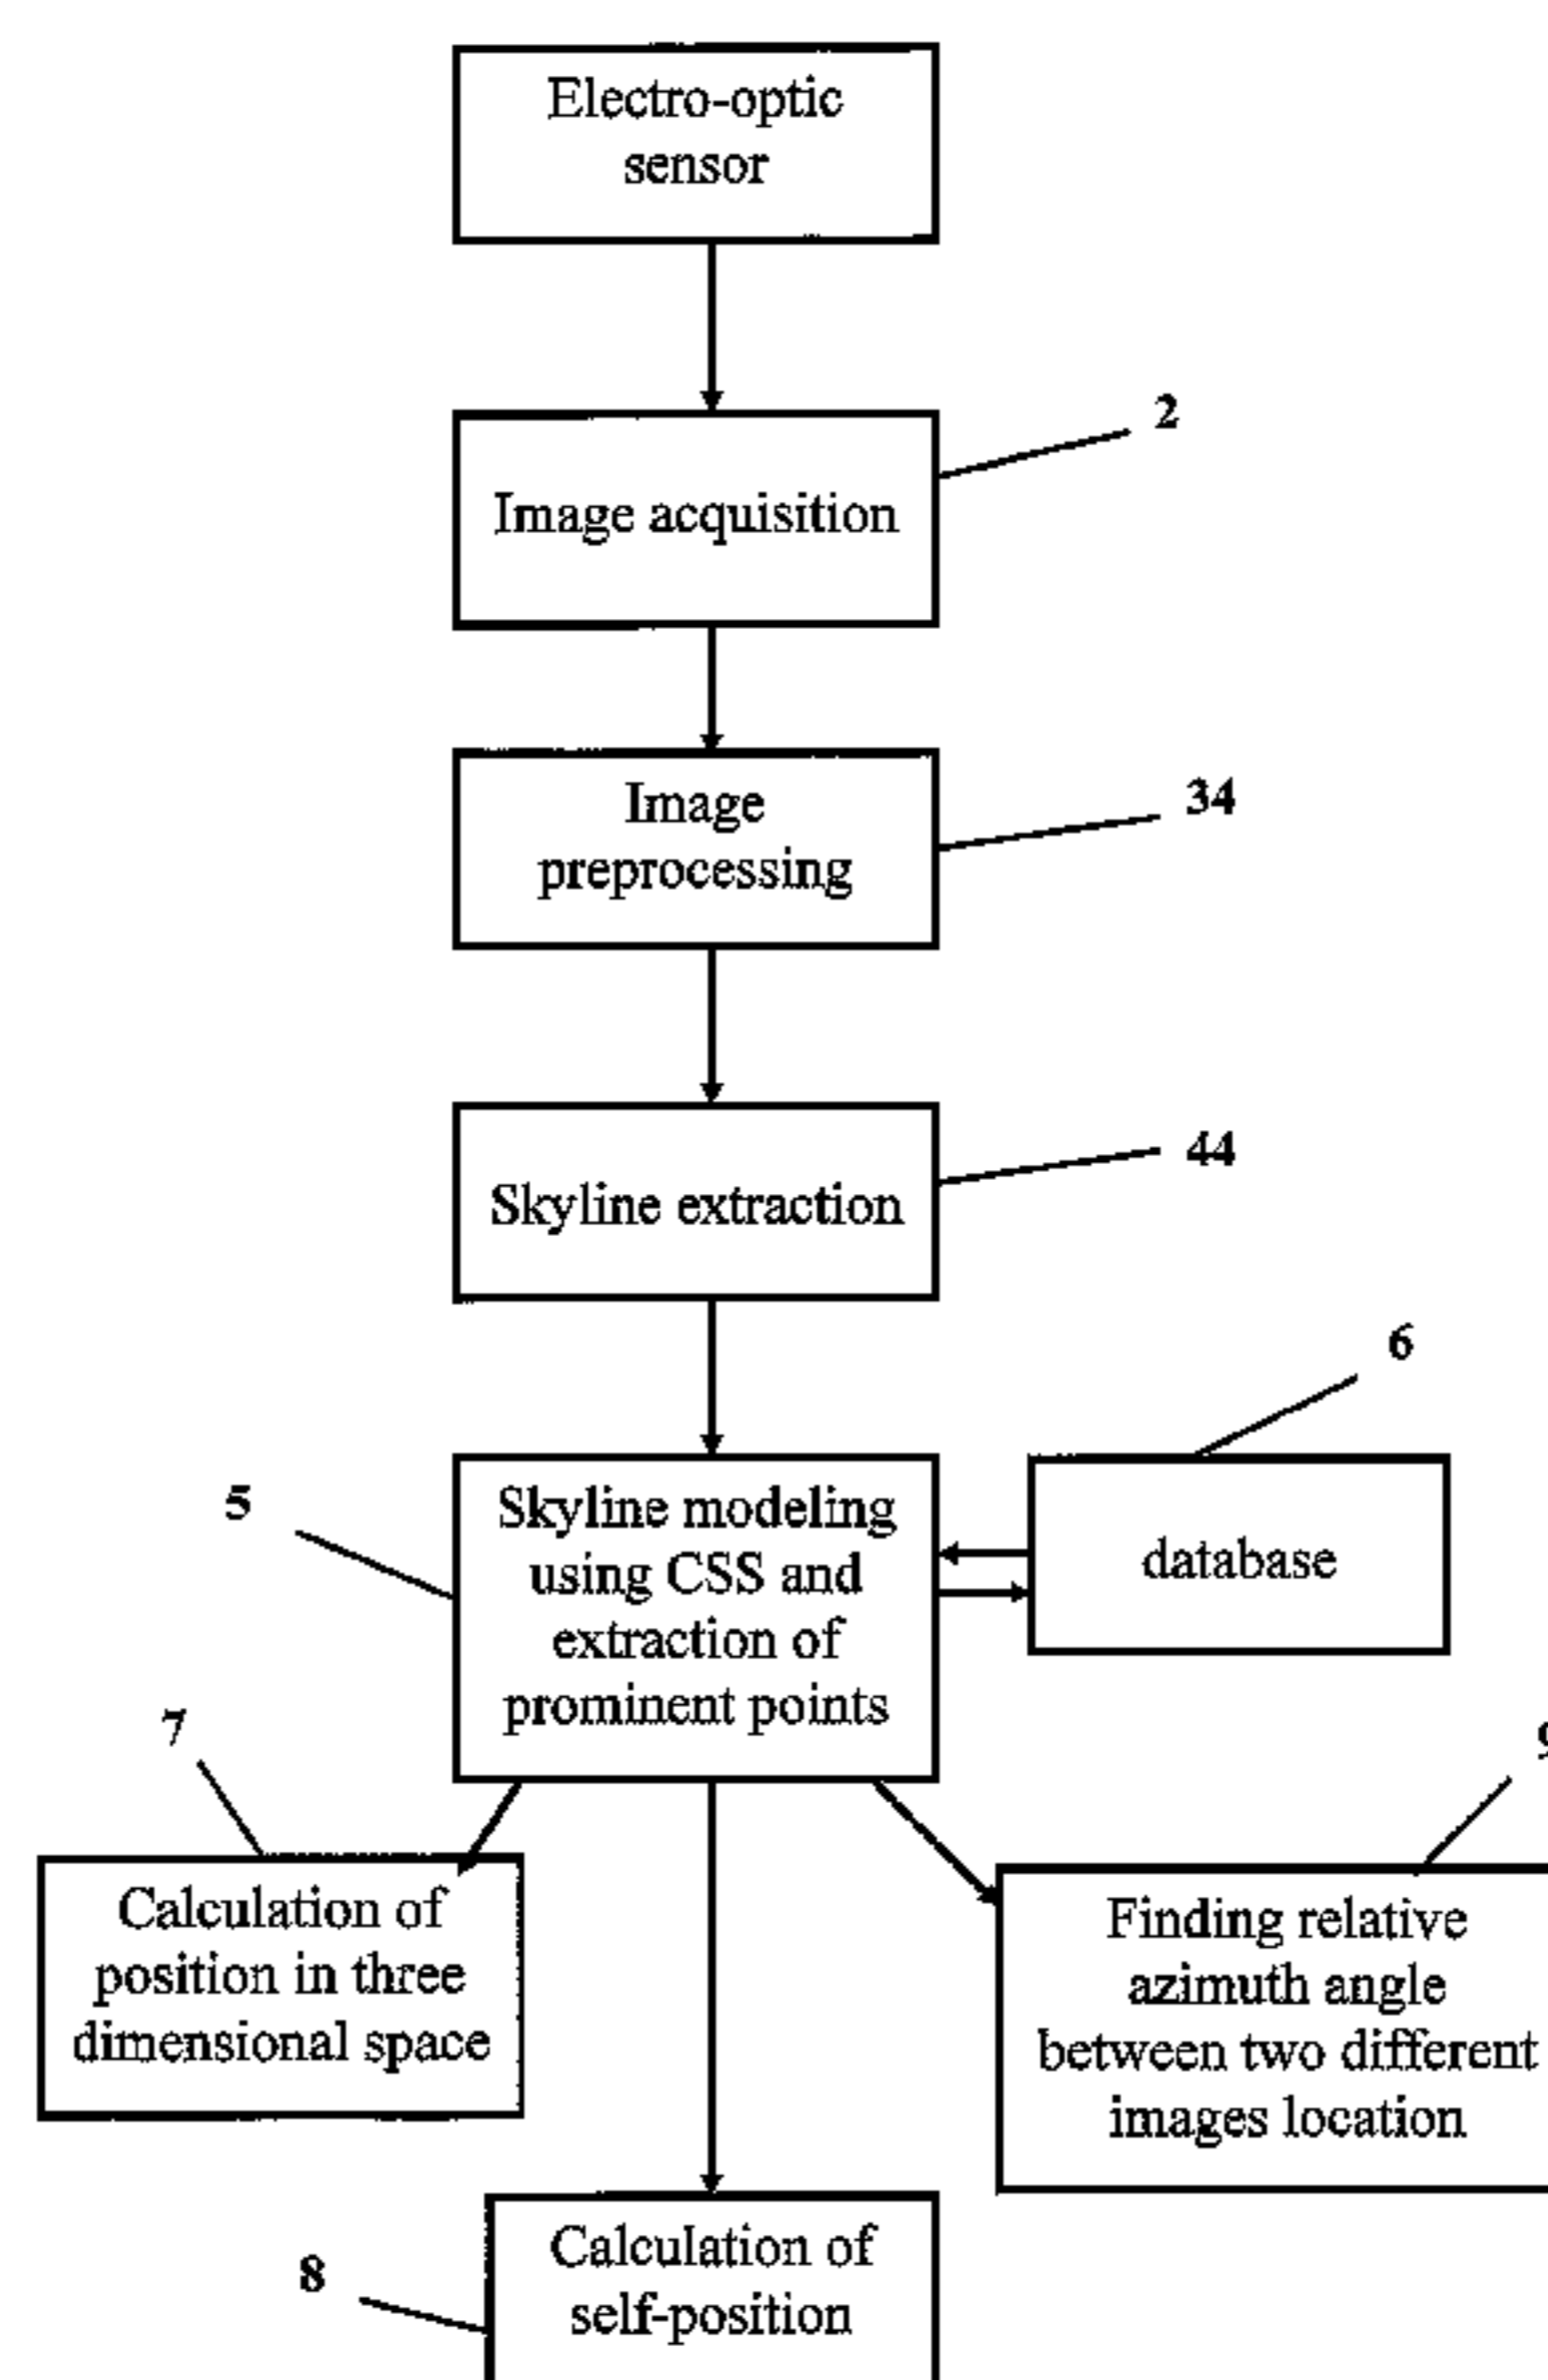 Electro-optic
sensor
2
Image acquisition
34
Image
preprocessing
44
Skyline extraction
6
5
Skyline modeling
using CSS and
extraction of
prominent points
database
7
9
Calculation of
position in three
dimensional space
Finding relative
azimuth angle
between two different
images location
8
Calculation of
self-position